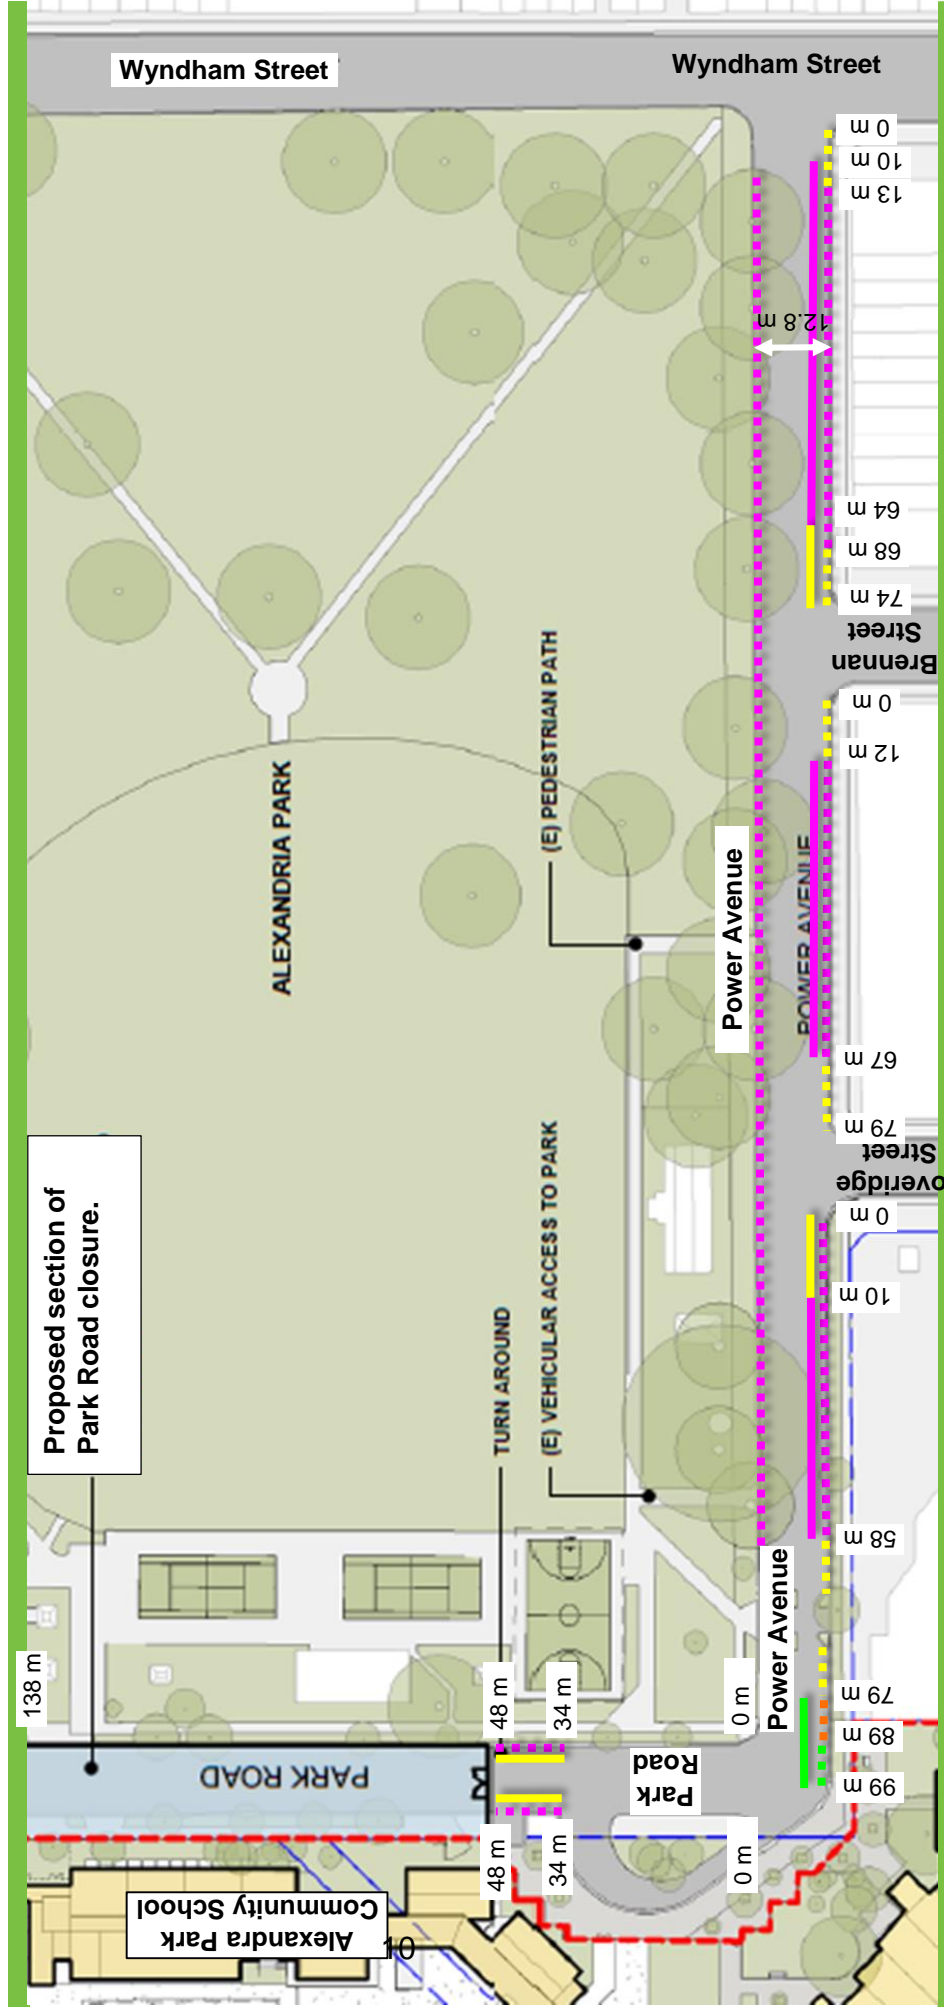 Wyndham Street
Wyndham Street
0 m
10 m
13 m
12.8 m
64 m
68 m
74 m
Brennan
Street
0 m
12 m
(E) PEDESTRIAN PATH
ALEXANDRIA PARK
Power Avenue
POWER AVENUE
67 m
79 m
overidge
Street
0 m
10 m
Proposed section of
Park Road closure.
(E) VEHICULAR ACCESS TO PARK
TURN AROUND
58 m
Power Avenue
138 m
48 m
34 m
0 m
79 m
89 m
99 m
PARK ROAD
Park
Road
48 m
34 m
0 m
Alexandra Park
Community School
10